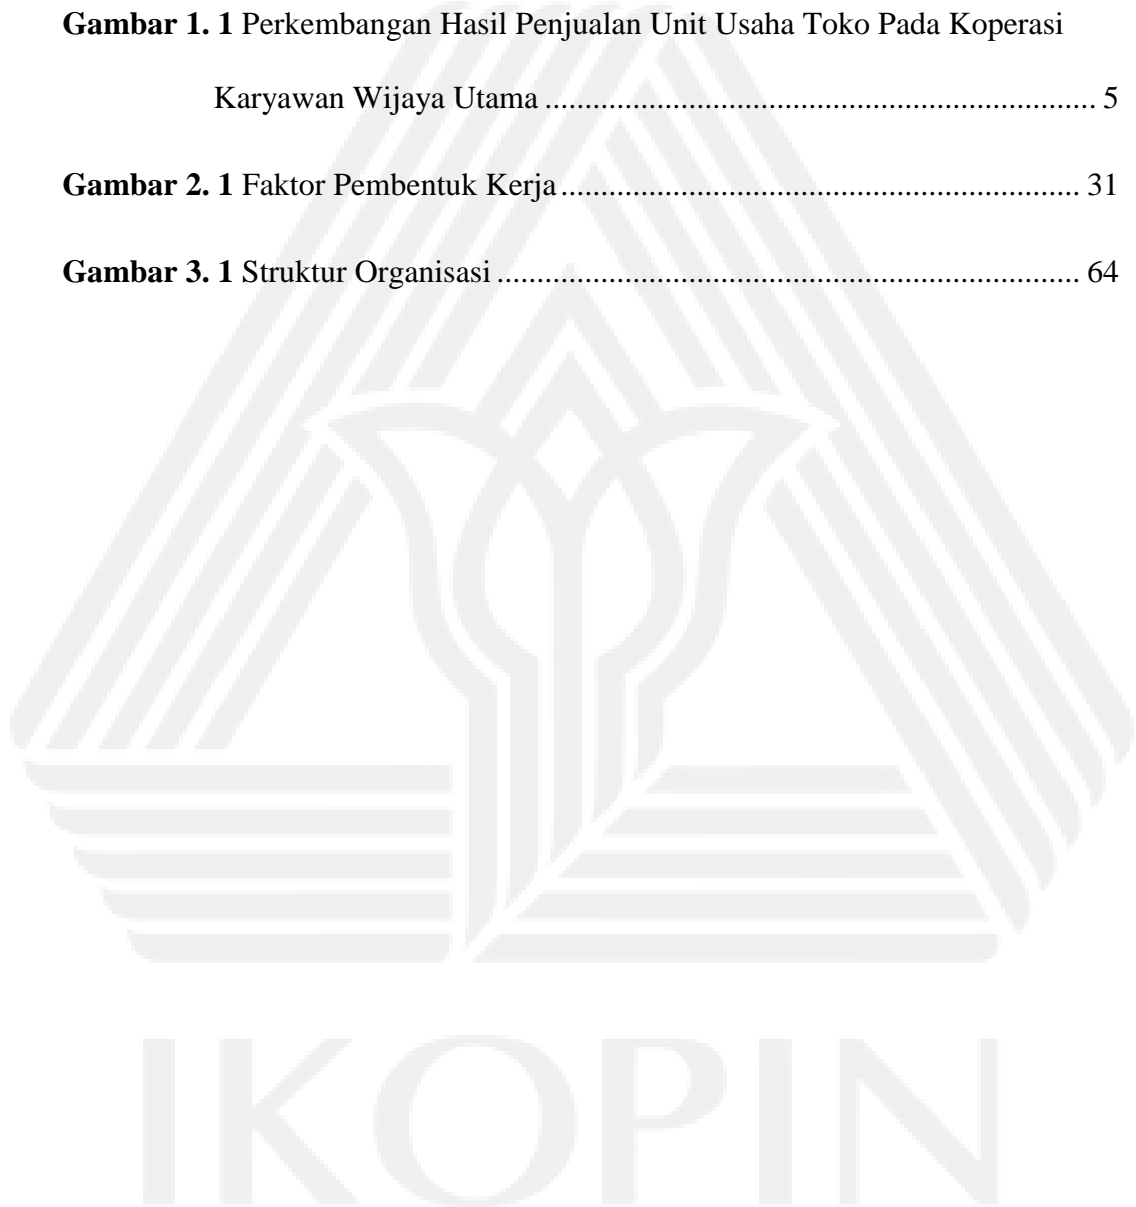 Gambar 1. 1 Perkembangan Hasil Penjualan Unit Usaha Toko Pada Koperasi
Karyawan Wijaya Utama ..................................................................... 5
Gambar 2. 1 Faktor Pembentuk Kerja ................................................................. 31
Gambar 3. 1 Struktur Organisasi ......................................................................... 64
IKOPIN